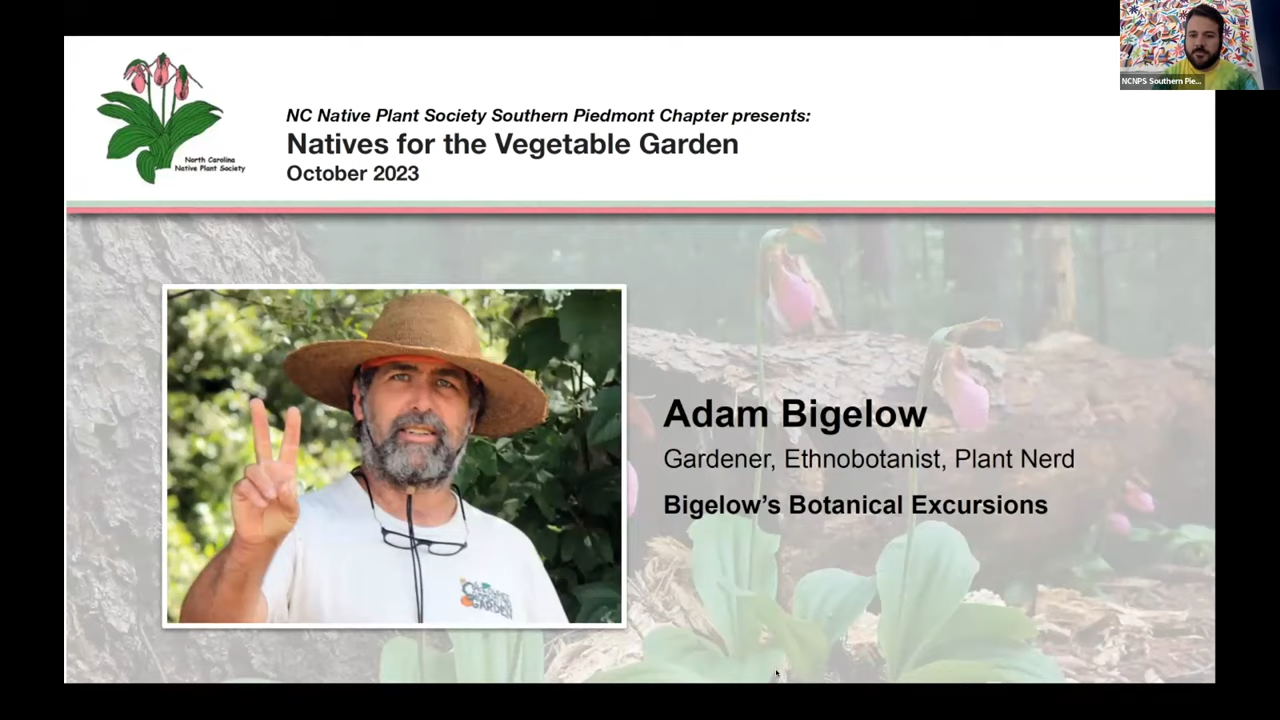 NCNPS Southern Pie...
North Carolina
Native Plant Society
NC Native Plant Society Southern Piedmont Chapter presents:
Natives for the Vegetable Garden
October 2023
Adam Bigelow
Gardener, Ethnobotanist, Plant Nerd
Bigelow's Botanical Excursions
GARDEN